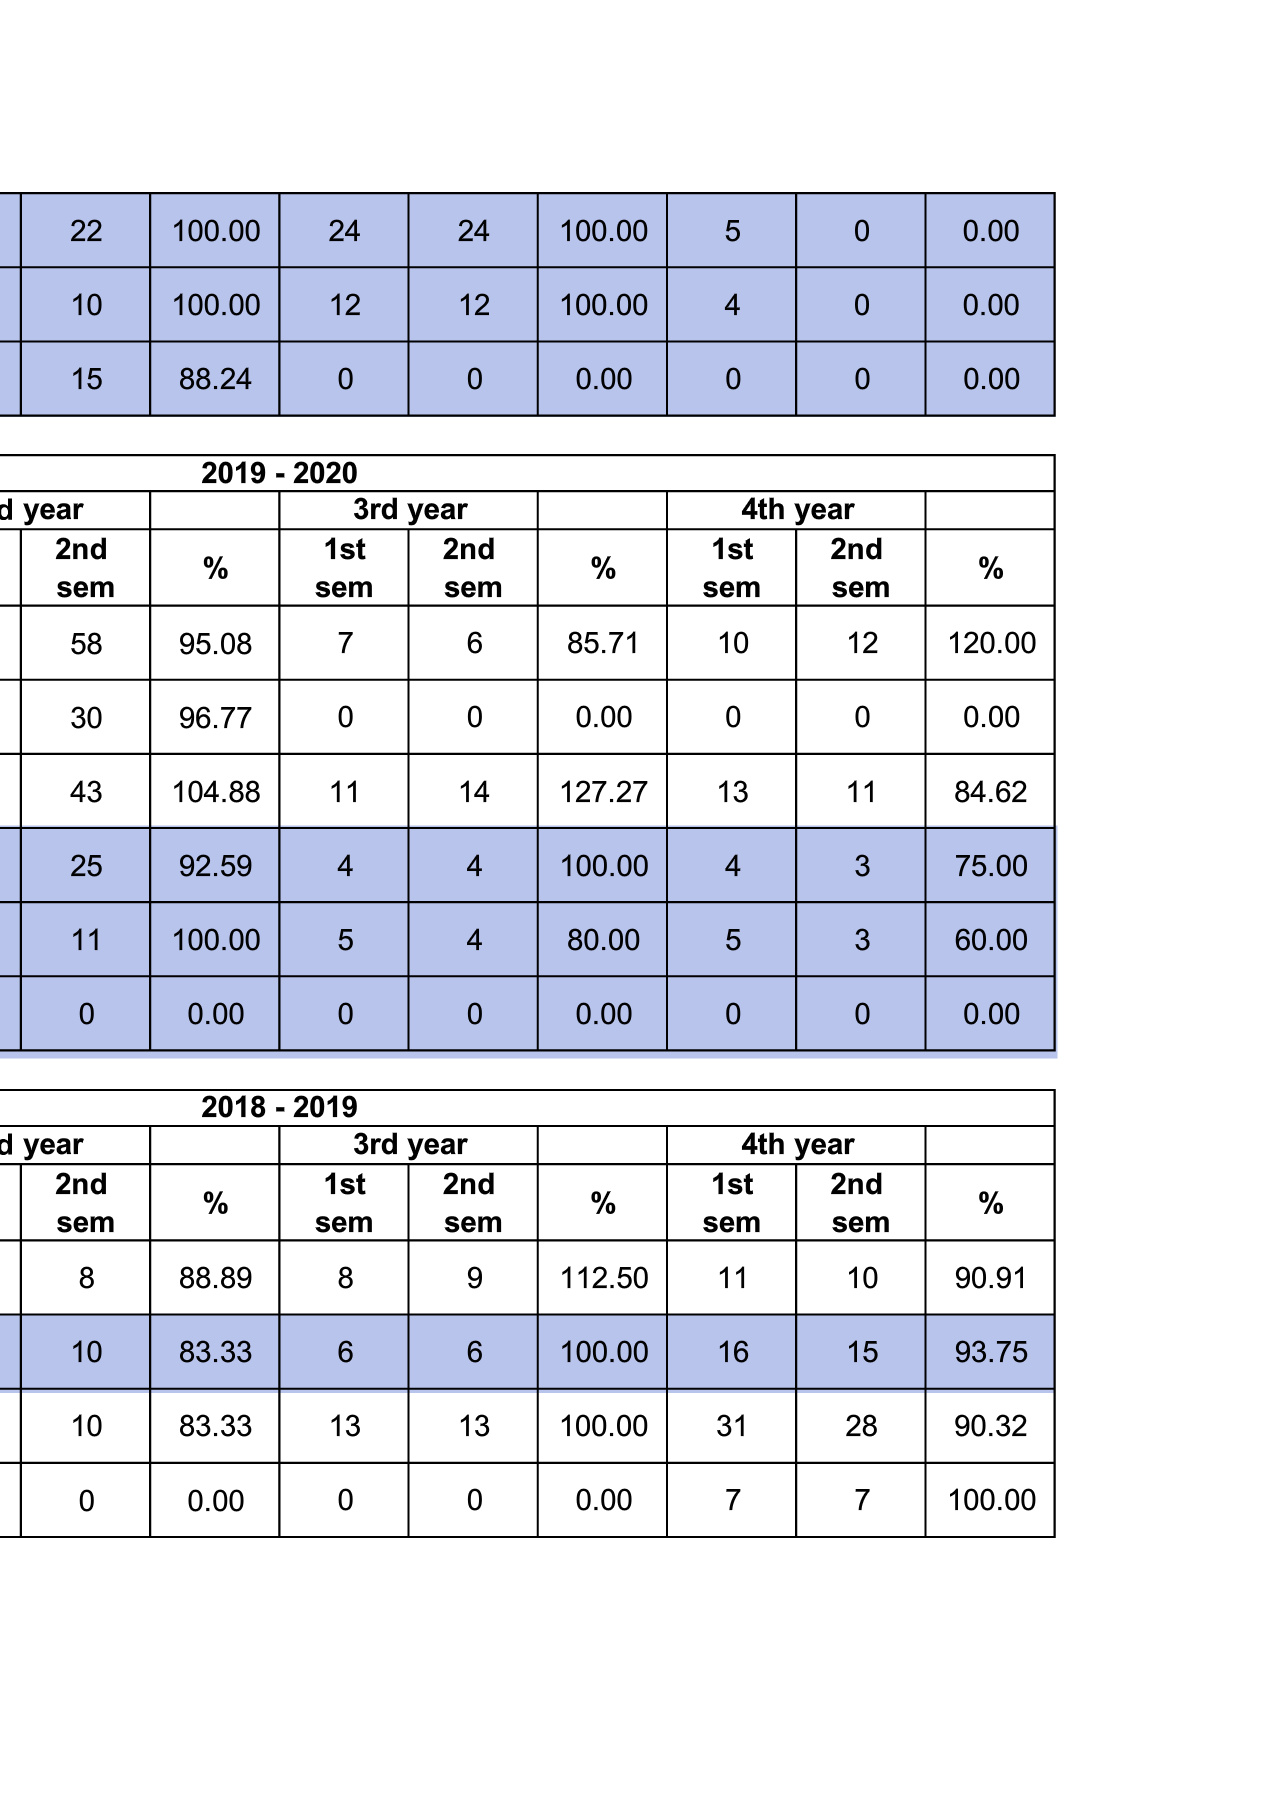 22 100.00 24 24 100.00 5 0 0.00
10 100.00 12 12 100.00 4 0 0.00
15 88.24 0 0 0.00 0 0 0.00
2019 - 2020
d year 3rd year 4th year
2nd sem % 1st sem 2nd sem % 1st sem 2nd sem %
58 95.08 7 6 85.71 10 12 120.00
30 96.77 0 0 0.00 0 0 0.00
43 104.88 11 14 127.27 13 11 84.62
25 92.59 4 4 100.00 4 3 75.00
11 100.00 5 4 80.00 5 3 60.00
0 0.00 0 0 0.00 0 0 0.00
2018 - 2019
d year 3rd year 4th year
2nd sem % 1st sem 2nd sem % 1st sem 2nd sem %
8 88.89 8 9 112.50 11 10 90.91
10 83.33 6 6 100.00 16 15 93.75
10 83.33 13 13 100.00 31 28 90.32
0 0.00 0 0 0.00 7 7 100.00